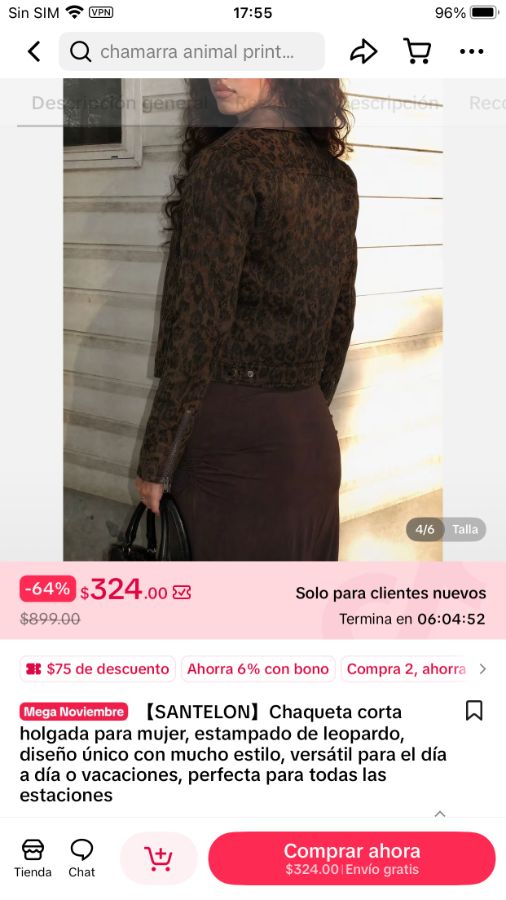 Sin SIM VPN 17:55 96%
chamarra animal print...
Descripción general Reseñas Descripción Reco
4/6 Talla
-64% $324.00 Solo para clientes nuevos
$899.00 Termina en 06:04:52
$75 de descuento Ahorra 6% con bono Compra 2, ahorra
Mega Noviembre 【SANTELON】Chaqueta corta
holgada para mujer, estampado de leopardo,
diseño único con mucho estilo, versátil para el día
a día o vacaciones, perfecta para todas las
estaciones
Tienda Chat Comprar ahora
$324.00 | Envío gratis